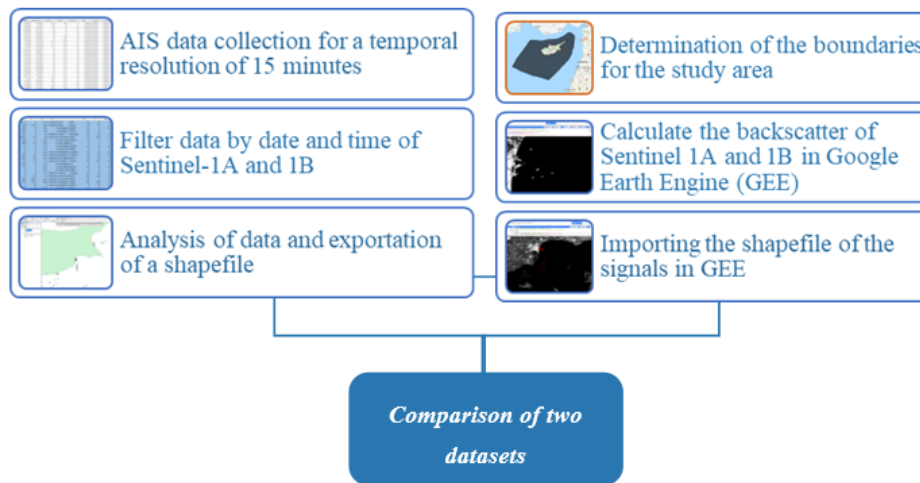 AIS data collection for a temporal
resolution of 15 minutes
Filter data by date and time of
Sentinel-1A and 1B
Analysis of data and exportation
of a shapefile
Determination of the boundaries
for the study area
Calculate the backscatter of
Sentinel 1A and 1B in Google
Earth Engine (GEE)
Importing the shapefile of the
signals in GEE
Comparison of two
datasets